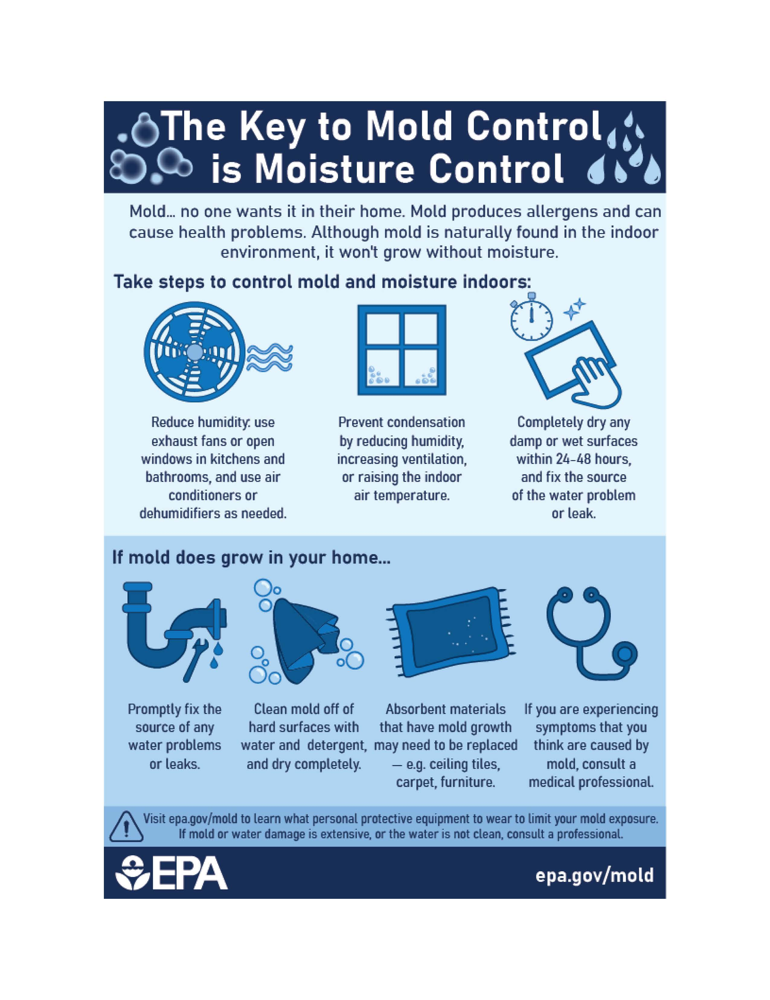 The Key to Mold Control
is Moisture Control
Mold... no one wants it in their home. Mold produces allergens and can
cause health problems. Although mold is naturally found in the indoor
environment, it won't grow without moisture.
Take steps to control mold and moisture indoors:
Reduce humidity: use
exhaust fans or open
windows in kitchens and
bathrooms, and use air
conditioners or
dehumidifiers as needed.
Prevent condensation
by reducing humidity,
increasing ventilation,
or raising the indoor
air temperature.
Completely dry any
damp or wet surfaces
within 24-48 hours,
and fix the source
of the water problem
or leak.
If mold does grow in your home...
Promptly fix the
source of any
water problems
or leaks.
Clean mold off of
hard surfaces with
water and detergent,
and dry completely.
Absorbent materials
that have mold growth
may need to be replaced
— e.g. ceiling tiles,
carpet, furniture.
If you are experiencing
symptoms that you
think are caused by
mold, consult a
medical professional.
Visit epa.gov/mold to learn what personal protective equipment to wear to limit your mold exposure.
If mold or water damage is extensive, or the water is not clean, consult a professional.
EPA
epa.gov/mold